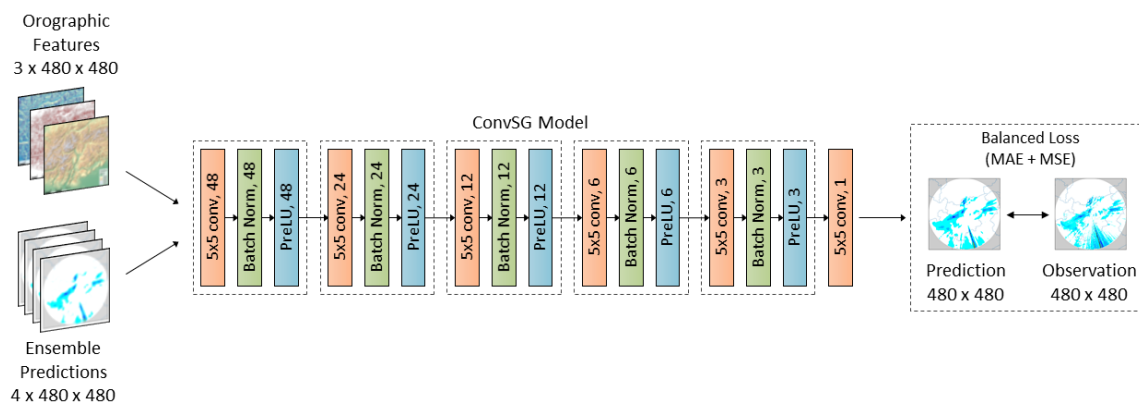 Orographic
Features
3 x 480 x 480
Ensemble
Predictions
4 x 480 x 480
ConvSG Model
5x5 conv, 48
Batch Norm, 48
PreLU, 48
5x5 conv, 24
Batch Norm, 24
PreLU, 24
5x5 conv, 12
Batch Norm, 12
PreLU, 12
5x5 conv, 6
Batch Norm, 6
PreLU, 6
5x5 conv, 3
Batch Norm, 3
PreLU, 3
5x5 conv, 1
Balanced Loss
(MAE + MSE)
Prediction
480 x 480
Observation
480 x 480